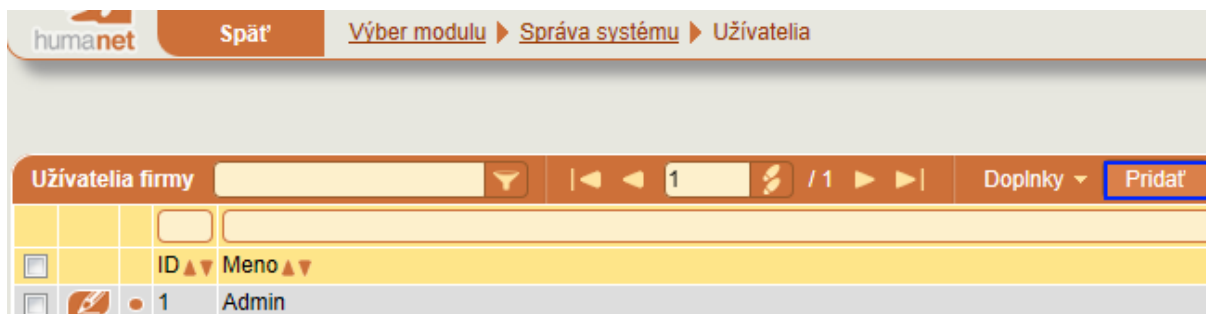 humanet Späť Výber modulu Správa systému Užívatelia
Užívatelia firmy 1 / 1 Doplnky Pridať
ID Meno
1 Admin